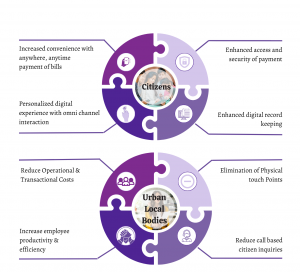 Increased convenience with
anywhere, anytime
payment of bills
Enhanced access and
security of payment
Citizens
Personalized digital
experience with omni channel
interaction
Enhanced digital record
keeping
Reduce Operational &
Transactional Costs
Elimination of Physical
touch Points
Urban
Local
Bodies
Increase employee
productivity &
efficiency
Reduce call based
citizen inquiries